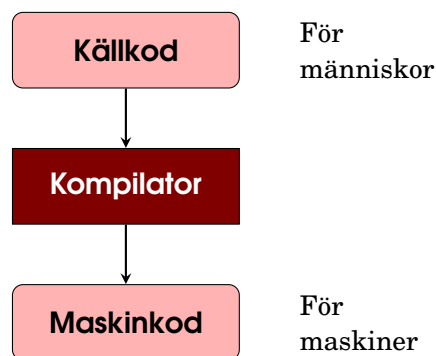 Källkod
För
människor
Kompilator
Maskinkod
För
maskiner